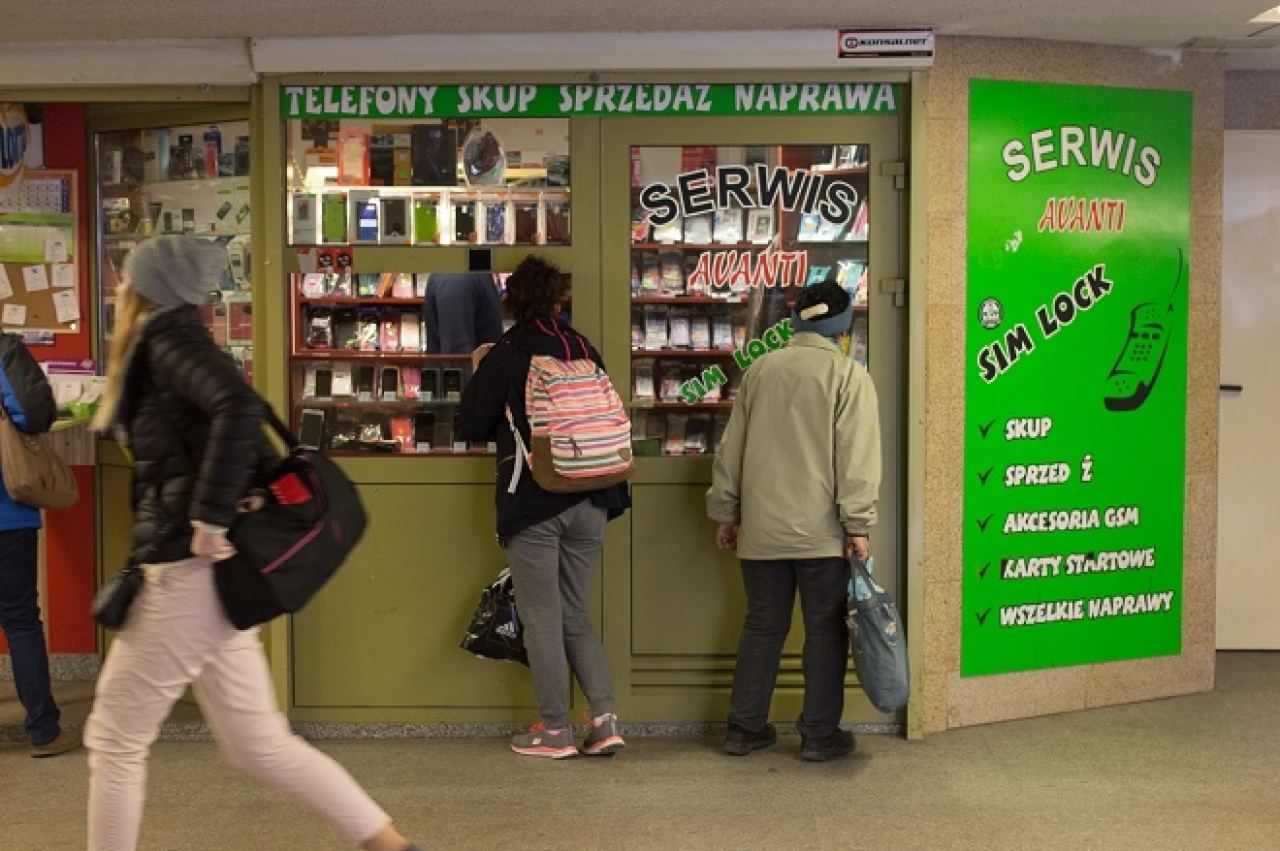 konsalnet
TELEFONY SKUP SPRZEDAŻ NAPRAWA
SERWIS
AVANTI
SIM LOCK
SERWIS
AVANTI
SIM LOCK
SKUP
SPRZED Ż
AKCESORIA GSM
KARTY STARTOWE
WSZELKIE NAPRAWY
adidas